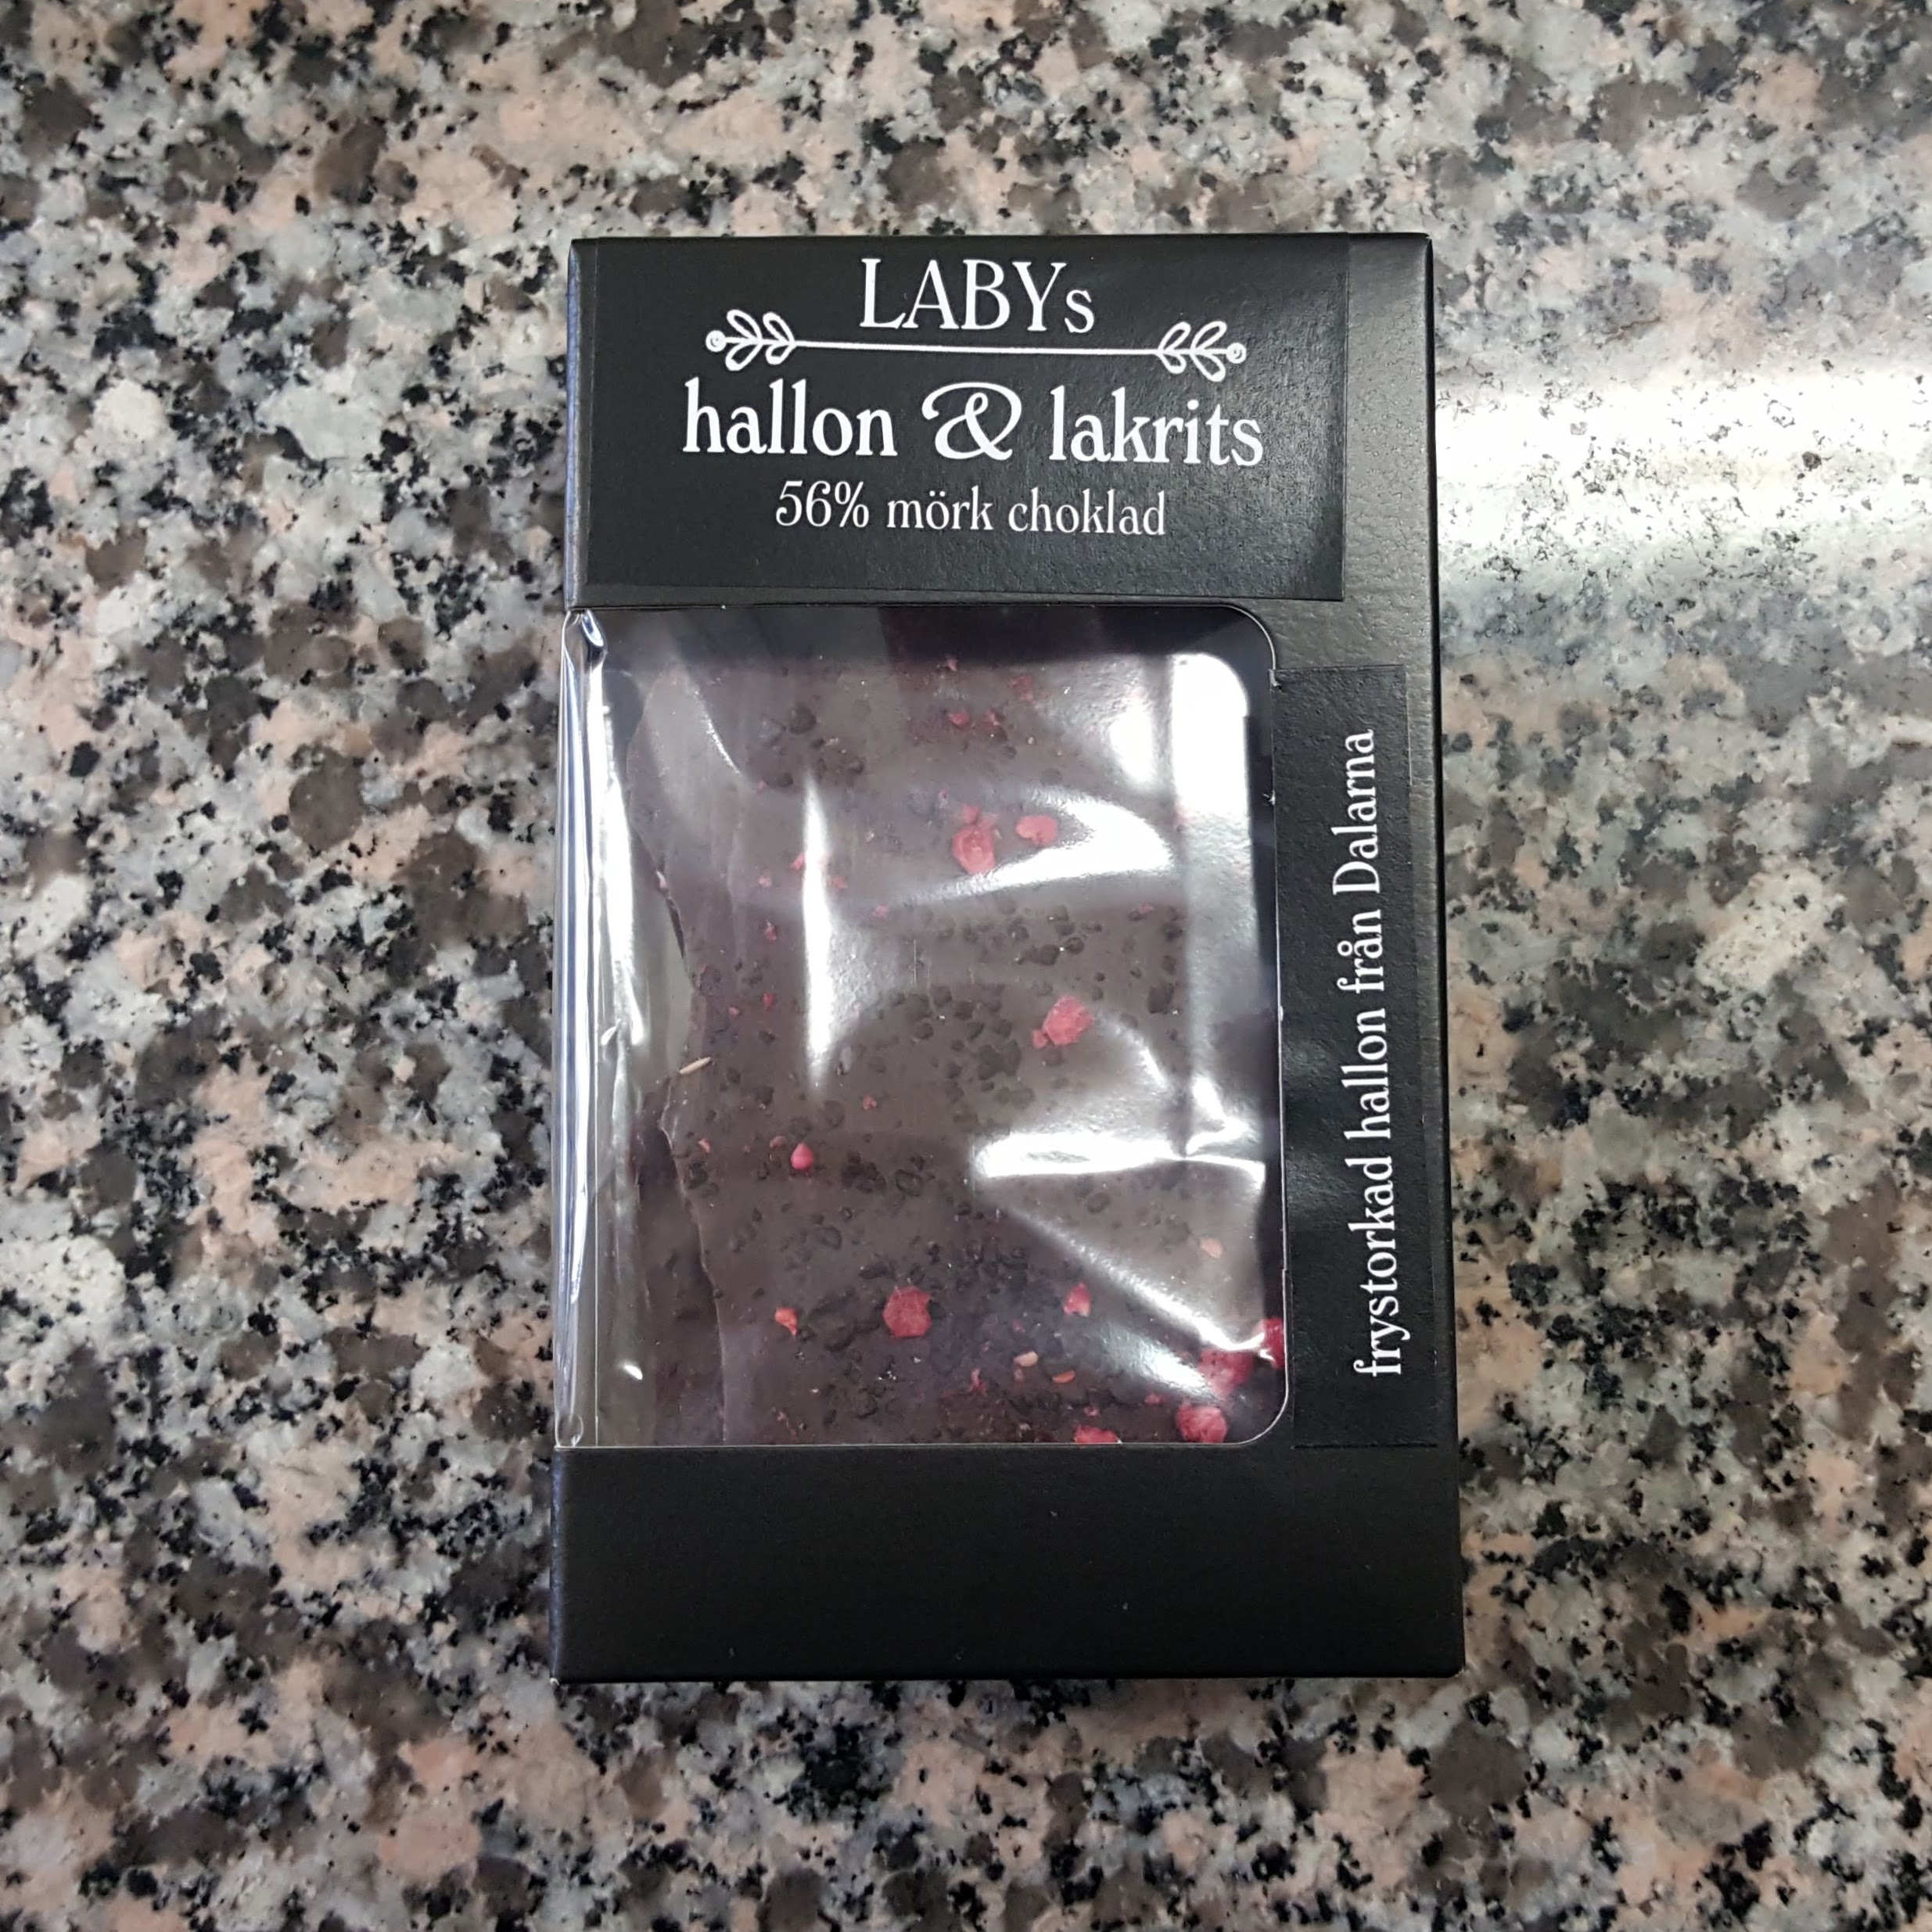 LABYs
hallon & lakrits
56% mörk choklad
frystorkad hallon från Dalarna